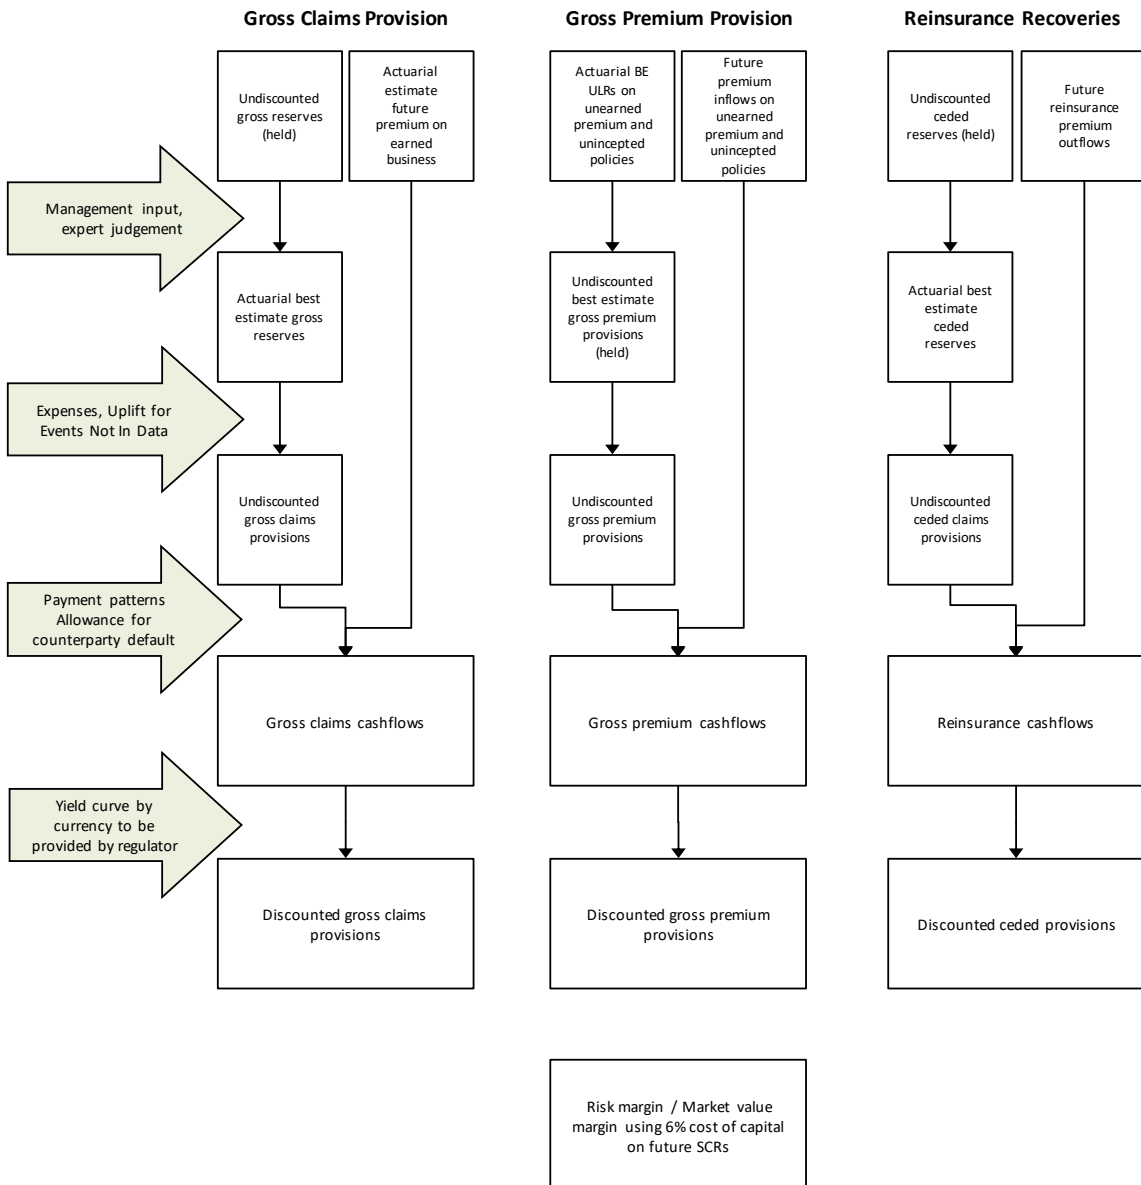 Gross Claims Provision
Gross Premium Provision
Reinsurance Recoveries
Undiscounted
gross reserves
(held)
Actuarial
estimate
future
premium on
earned
business
Actuarial BE
ULRs on
unearned
premium and
unincepted
policies
Future
premium
inflows on
unearned
premium and
unincepted
policies
Undiscounted
ceded
reserves (held)
Future
reinsurance
premium
outflows
Management input,
expert judgement
Actuarial best
estimate gross
reserves
Undiscounted
best estimate
gross premium
provisions
(held)
Actuarial best
estimate
ceded
reserves
Expenses, Uplift for
Events Not In Data
Undiscounted
gross claims
provisions
Undiscounted
gross premium
provisions
Undiscounted
ceded claims
provisions
Payment patterns
Allowance for
counterparty default
Gross claims cashflows
Gross premium cashflows
Reinsurance cashflows
Yield curve by
currency to be
provided by regulator
Discounted gross claims
provisions
Discounted gross premium
provisions
Discounted ceded provisions
Risk margin / Market value
margin using 6% cost of capital
on future SCRs